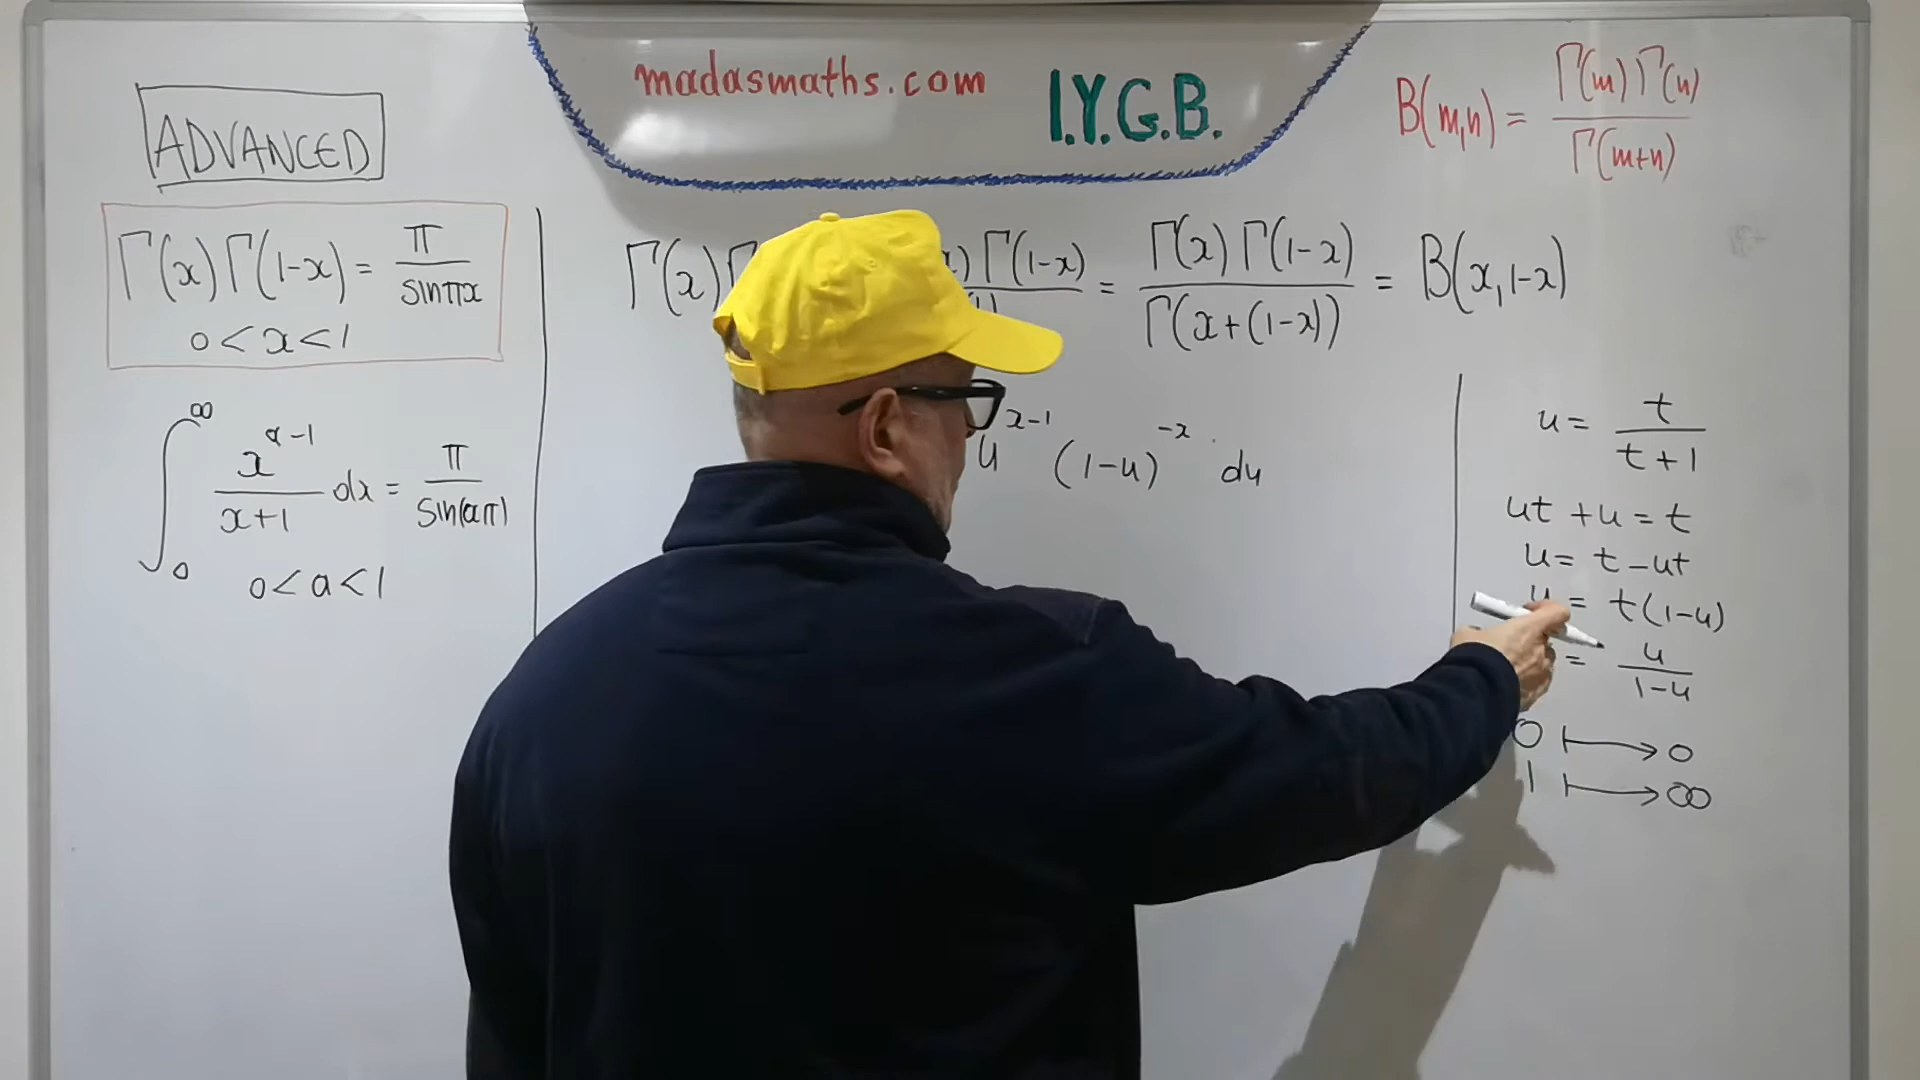 madasmaths.com
I.Y.G.B.
B(m,n) = Γ(m)Γ(n) / Γ(m+n)
ADVANCED
Γ(x)Γ(1-x) = π / sinπx
0<x<1
∫₀^∞ x^(a-1) / (x+1) dx = π / sin(aπ)
0<a<1
Γ(x)Γ Γ(1-x) = Γ(x)Γ(1-x) / Γ(x+(1-x)) = B(x,1-x)
u^(x-1) (1-u)^(-x) du
u = t / (t+1)
ut + u = t
u = t - ut
u = t(1-u)
= u / (1-u)
0 ↦ 0
1 ↦ ∞